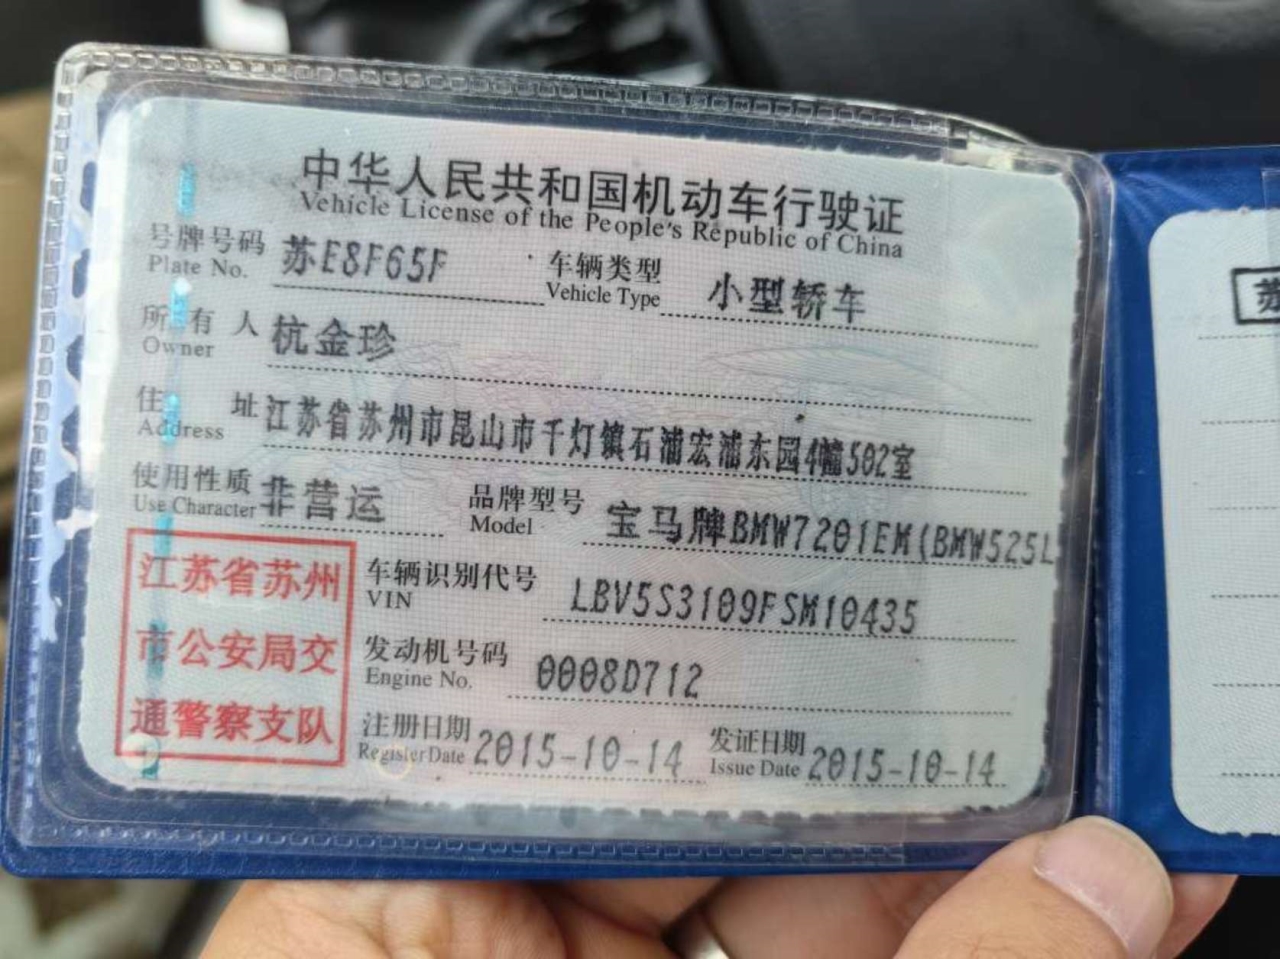 中华人民共和国机动车行驶证
Vehicle License of the People's Republic of China
号牌号码 苏E8F65F 车辆类型 小型轿车
Plate No. Vehicle Type
所有人 杭金珍
Owner
住址 江苏省苏州市昆山市千灯镇石浦宏浦东园4幢502室
Address
使用性质 非营运 品牌型号 宝马牌BMW7201EM(BMW525L
Use Character Model
江苏省苏州
市公安局交
通警察支队
车辆识别代号 LBV5S3109FSM10435
VIN
发动机号码 0008D712
Engine No.
注册日期 2015-10-14 发证日期 2015-10-14
Register Date Issue Date
苏